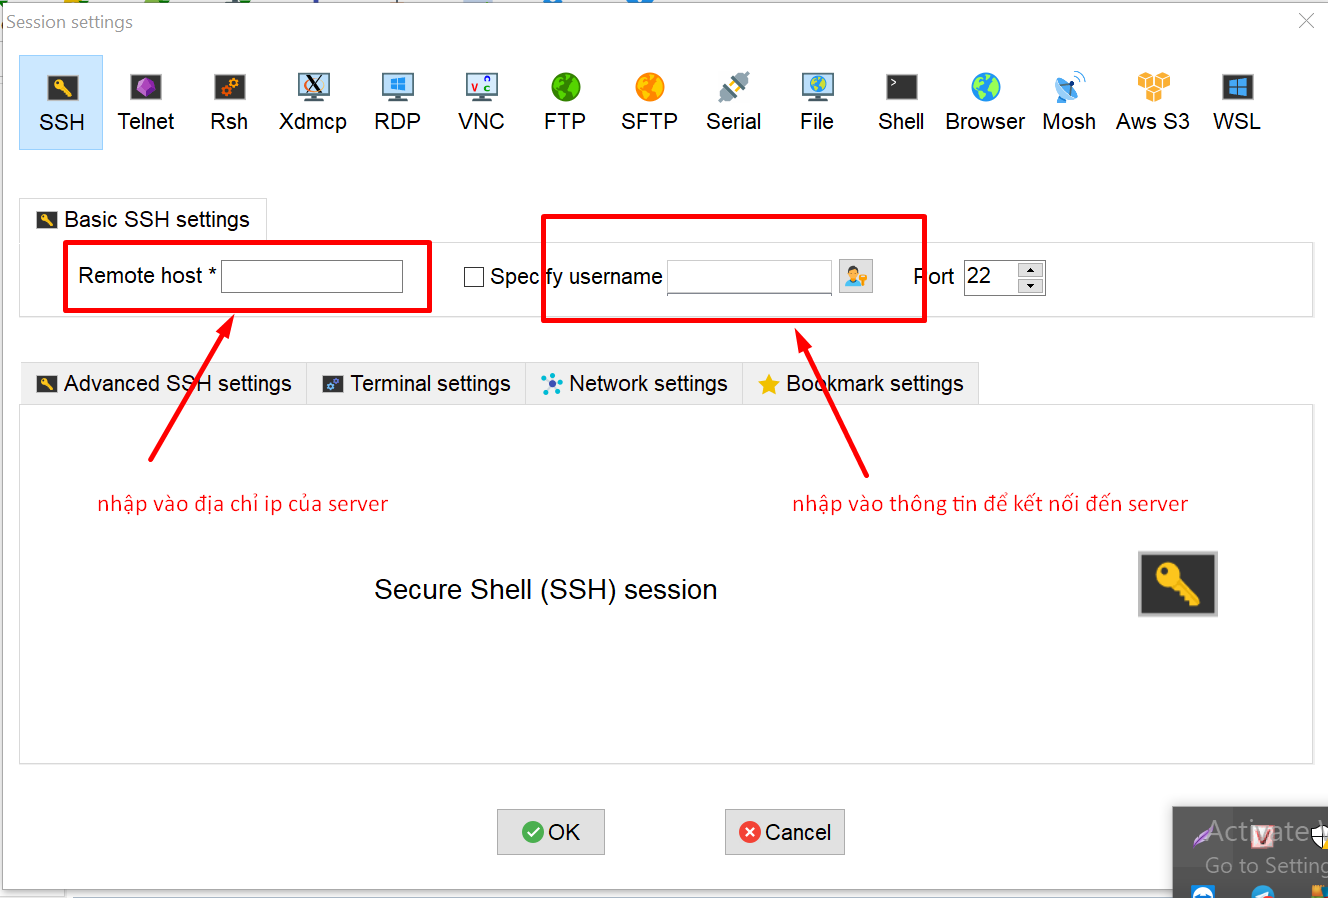 Session settings
SSH Telnet Rsh Xdmcp RDP VNC FTP SFTP Serial File Shell Browser Mosh Aws S3 WSL
Basic SSH settings
Remote host * Specify username Port 22
Advanced SSH settings Terminal settings Network settings Bookmark settings
nhập vào địa chỉ ip của server nhập vào thông tin để kết nối đến server
Secure Shell (SSH) session
OK Cancel
Activate
Go to Setting